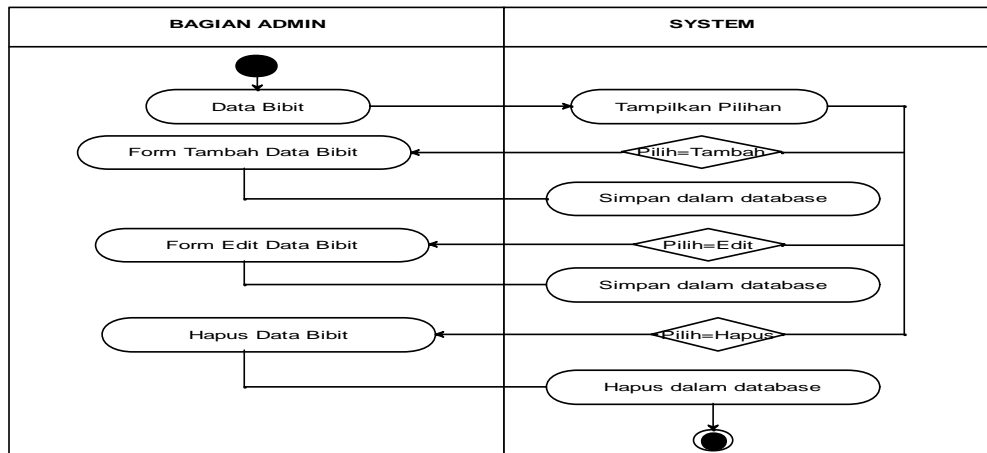 BAGIAN ADMIN
SYSTEM
Data Bibit
Tampilkan Pilihan
Form Tambah Data Bibit
Pilih=Tambah
Simpan dalam database
Form Edit Data Bibit
Pilih=Edit
Simpan dalam database
Hapus Data Bibit
Pilih=Hapus
Hapus dalam database